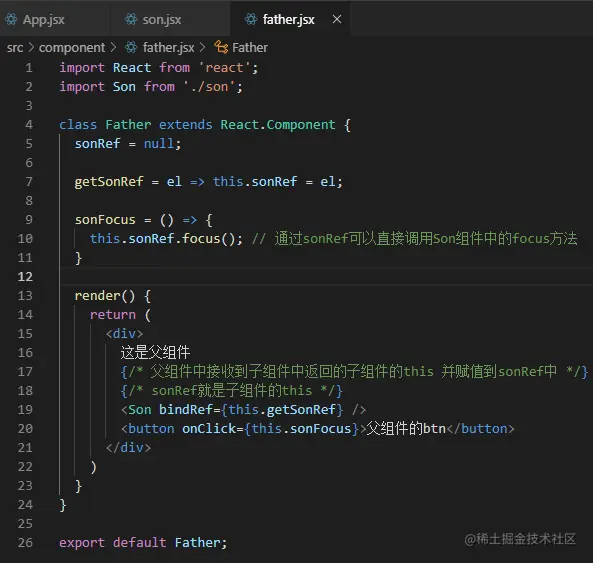 App.jsx son.jsx father.jsx ×
src > component > father.jsx > Father
1 import React from 'react';
2 import Son from './son';
3
4 class Father extends React.Component {
5 sonRef = null;
6
7 getSonRef = el => this.sonRef = el;
8
9 sonFocus = () => {
10 this.sonRef.focus(); // 通过sonRef可以直接调用Son组件中的focus方法
11 }
12
13 render() {
14 return (
15 <div>
16 这是父组件
17 {/* 父组件中接收到子组件中返回的子组件的this 并赋值到sonRef中 */}
18 {/* sonRef就是子组件的this */}
19 <Son bindRef={this.getSonRef} />
20 <button onClick={this.sonFocus}>父组件的btn</button>
21 </div>
22 )
23 }
24 }
25
26 export default Father;
@稀土掘金技术社区